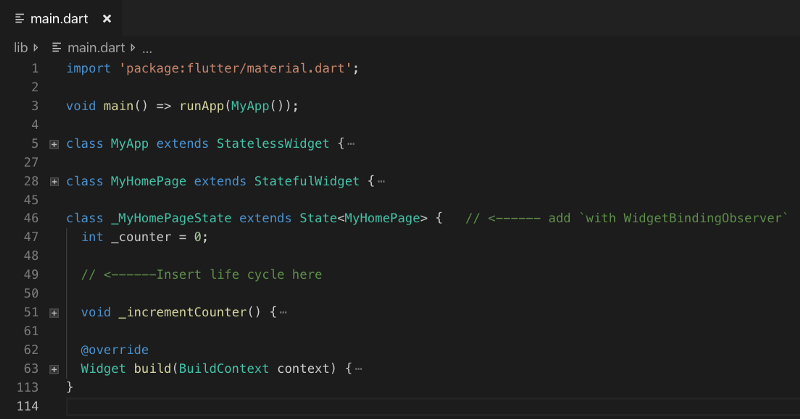 main.dart ×
lib > main.dart > ...
1 import 'package:flutter/material.dart';
2
3 void main() => runApp(MyApp());
4
5 class MyApp extends StatelessWidget {…
27
28 class MyHomePage extends StatefulWidget {…
45
46 class _MyHomePageState extends State<MyHomePage> { // <------ add `with WidgetBindingObserver`
47 int _counter = 0;
48
49 // <------Insert life cycle here
50
51 void _incrementCounter() {…
61
62 @override
63 Widget build(BuildContext context) {…
113 }
114